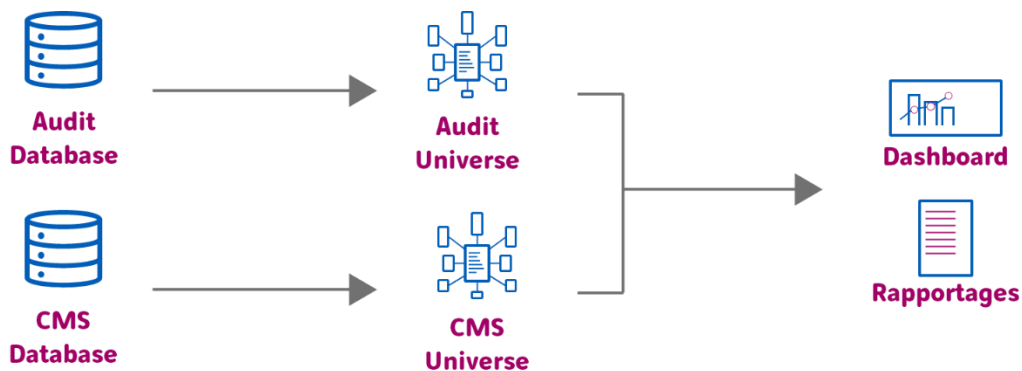 Audit
Database
Audit
Universe
Dashboard
Rapportages
CMS
Database
CMS
Universe